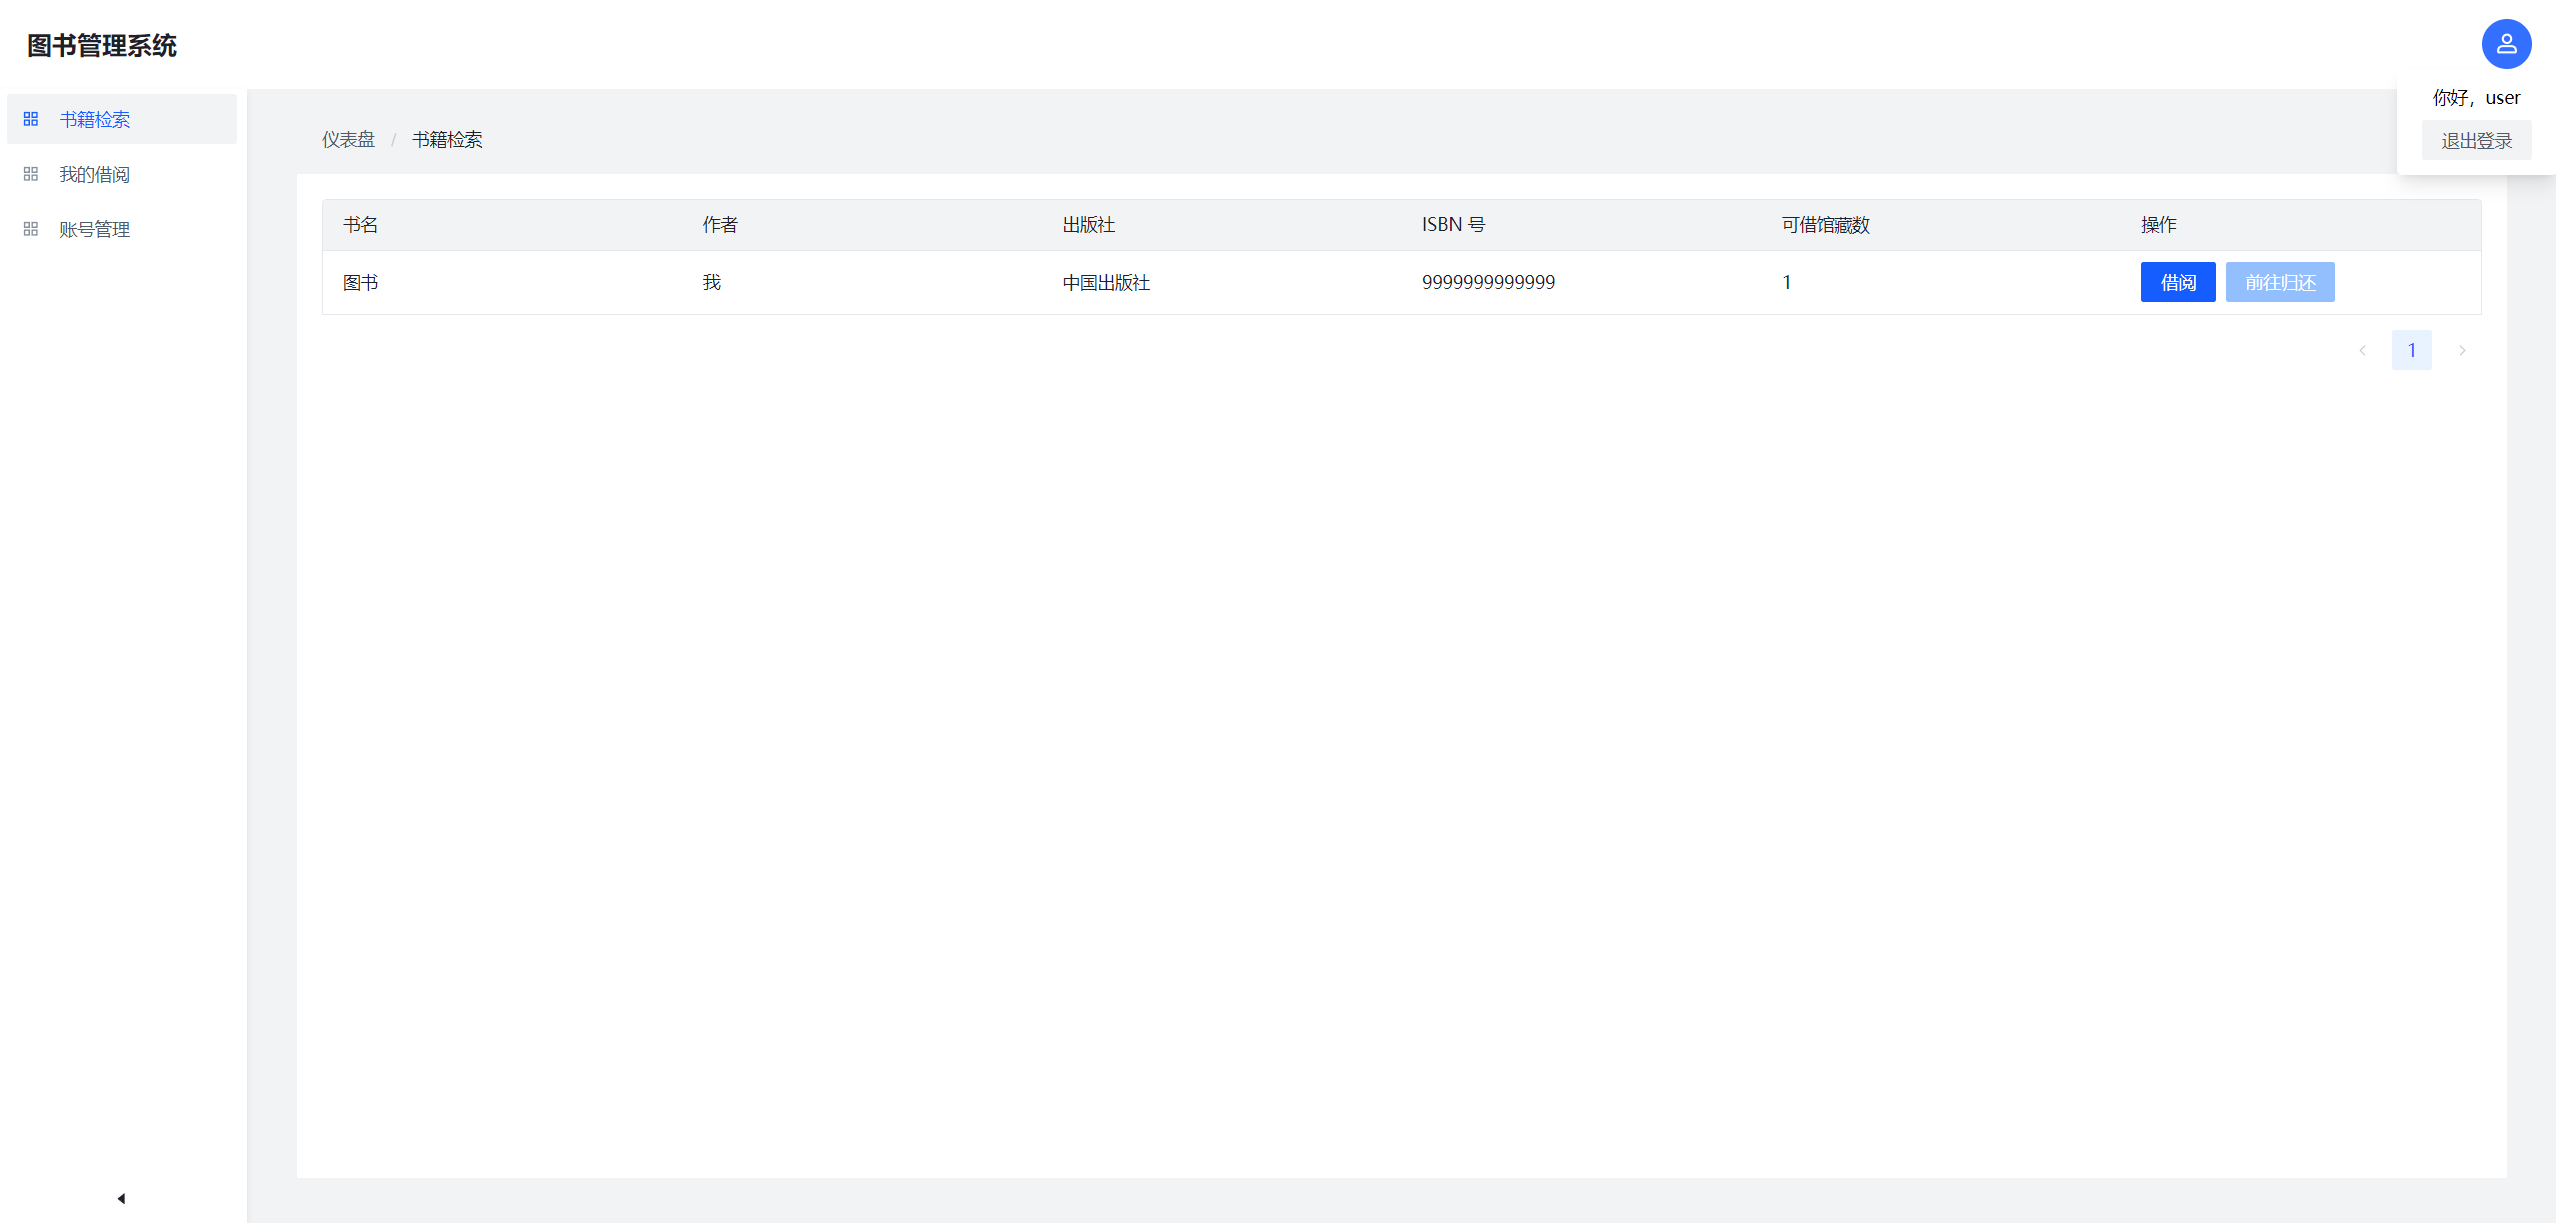 图书管理系统
你好，user
退出登录
书籍检索
我的借阅
账号管理
仪表盘 / 书籍检索
书名 作者 出版社 ISBN 号 可借馆藏数 操作
图书 我 中国出版社 9999999999999 1 借阅 前往归还
1